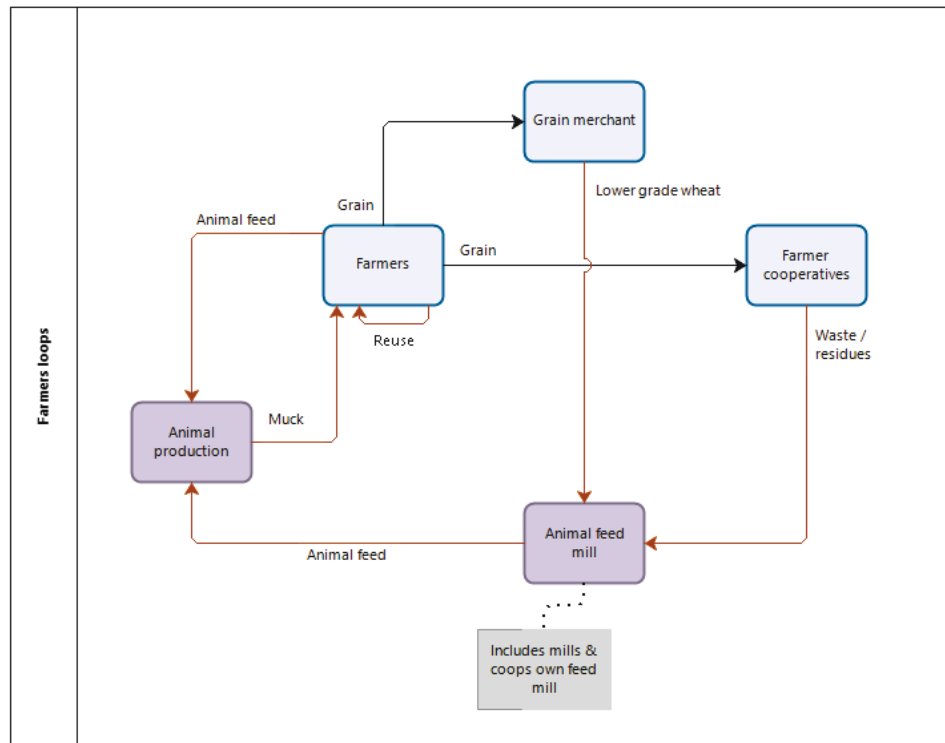 Farmers loops
Grain merchant
Lower grade wheat
Grain
Animal feed
Farmers
Grain
Farmer
cooperatives
Reuse
Waste /
residues
Muck
Animal
production
Animal feed
mill
Animal feed
Includes mills &
coops own feed
mill